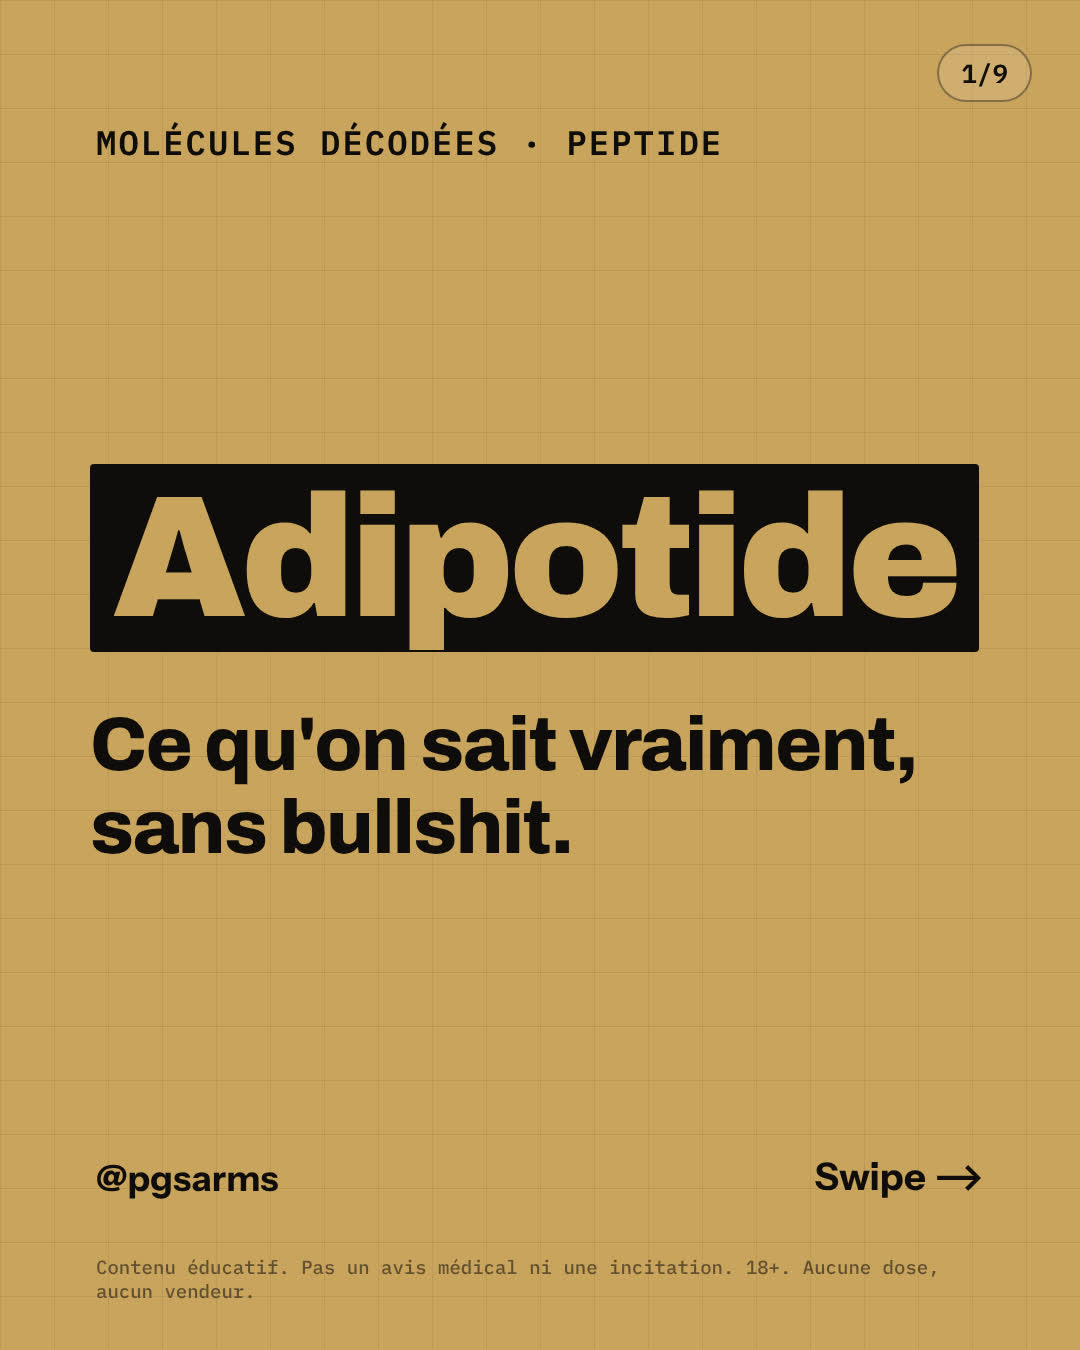 1/9
MOLÉCULES DÉCODÉES · PEPTIDE
Adipotide
Ce qu'on sait vraiment,
sans bullshit.
@pgsarms
Swipe →
Contenu éducatif. Pas un avis médical ni une incitation. 18+. Aucune dose,
aucun vendeur.